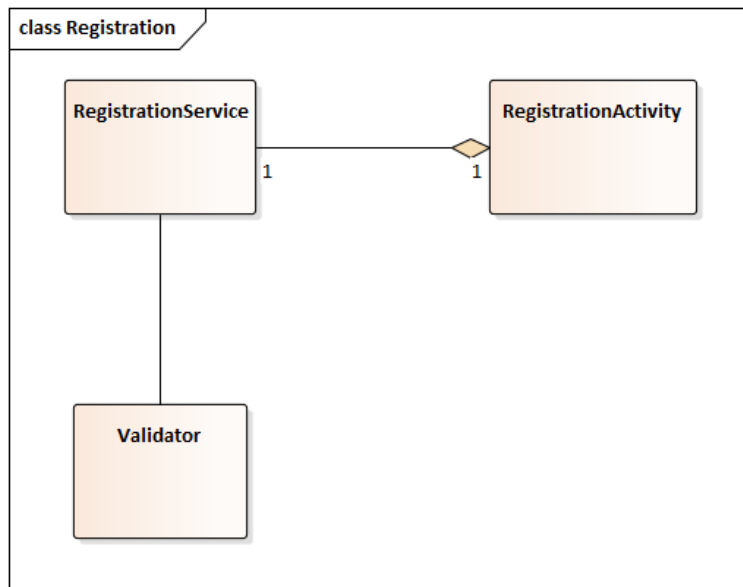 class Registration
RegistrationService
RegistrationActivity
1
1
Validator